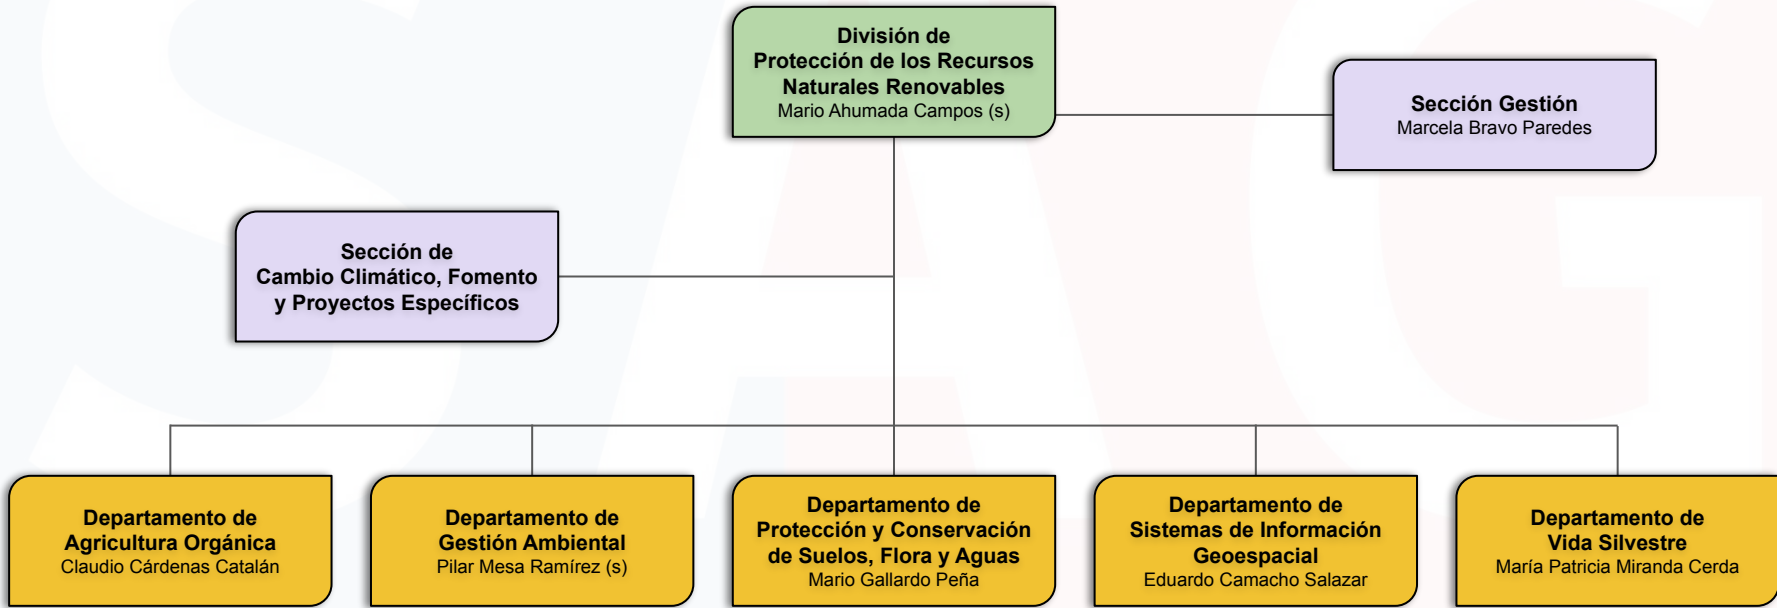 División de
Protección de los Recursos
Naturales Renovables
Mario Ahumada Campos (s)
Sección Gestión
Marcela Bravo Paredes
Sección de
Cambio Climático, Fomento
y Proyectos Específicos
Departamento de
Agricultura Orgánica
Claudio Cárdenas Catalán
Departamento de
Gestión Ambiental
Pilar Mesa Ramírez (s)
Departamento de
Protección y Conservación
de Suelos, Flora y Aguas
Mario Gallardo Peña
Departamento de
Sistemas de Información
Geoespacial
Eduardo Camacho Salazar
Departamento de
Vida Silvestre
María Patricia Miranda Cerda
SAG